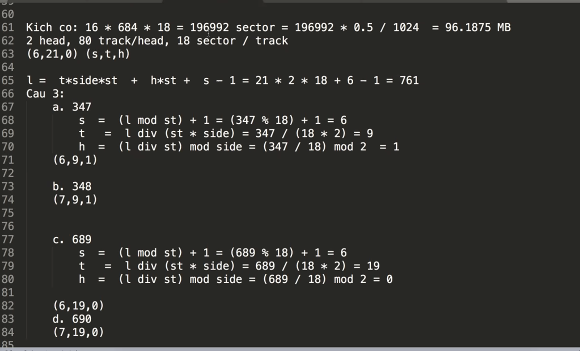 60
61 Kich co: 16 * 684 * 18 = 196992 sector = 196992 * 0.5 / 1024  = 96.1875 MB
62 2 head, 80 track/head, 18 sector / track
63 (6,21,0) (s,t,h)
64
65 l =  t*side*st  +  h*st +  s - 1 = 21 * 2 * 18 + 6 - 1 = 761
66 Cau 3:
67 a. 347
68 s  =  (l mod st) + 1 = (347 % 18) + 1 = 6
69 t  =  l div (st * side) = 347 / (18 * 2) = 9
70 h  =  (l div st) mod side = (347 / 18) mod 2  = 1
71 (6,9,1)
72
73 b. 348
74 (7,9,1)
75
76
77 c. 689
78 s  =  (l mod st) + 1 = (689 % 18) + 1 = 6
79 t  =  l div (st * side) = 689 / (18 * 2) = 19
80 h  =  (l div st) mod side = (689 / 18) mod 2 = 0
81
82 (6,19,0)
83 d. 690
84 (7,19,0)
85